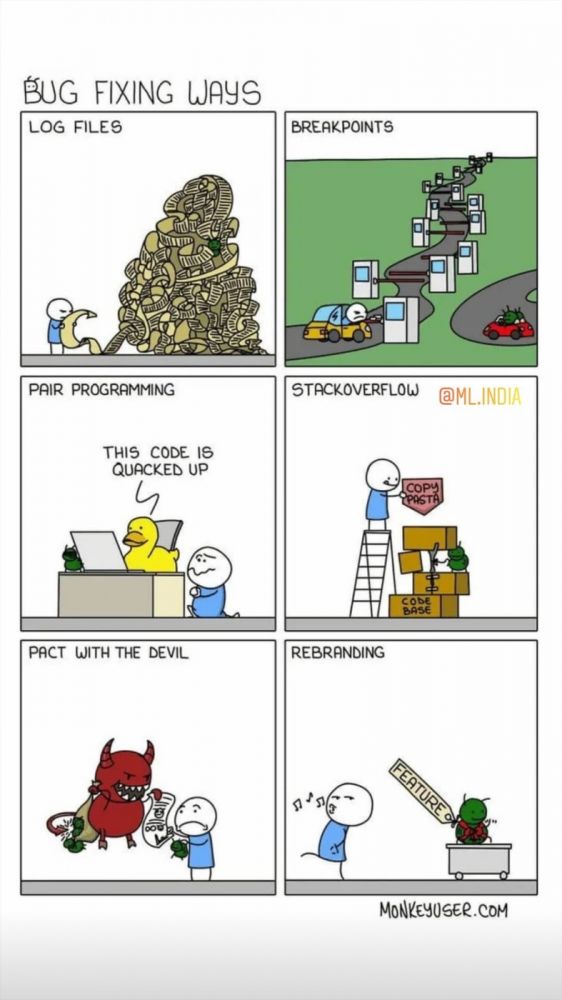 BUG FIXING WAYS
LOG FILES
BREAKPOINTS
PAIR PROGRAMMING
THIS CODE IS
QUACKED UP
STACKOVERFLOW
@ML.INDIA
COPY
PASTA
CODE
BASE
PACT WITH THE DEVIL
REBRANDING
FEATURE
MONKEYUSER.COM